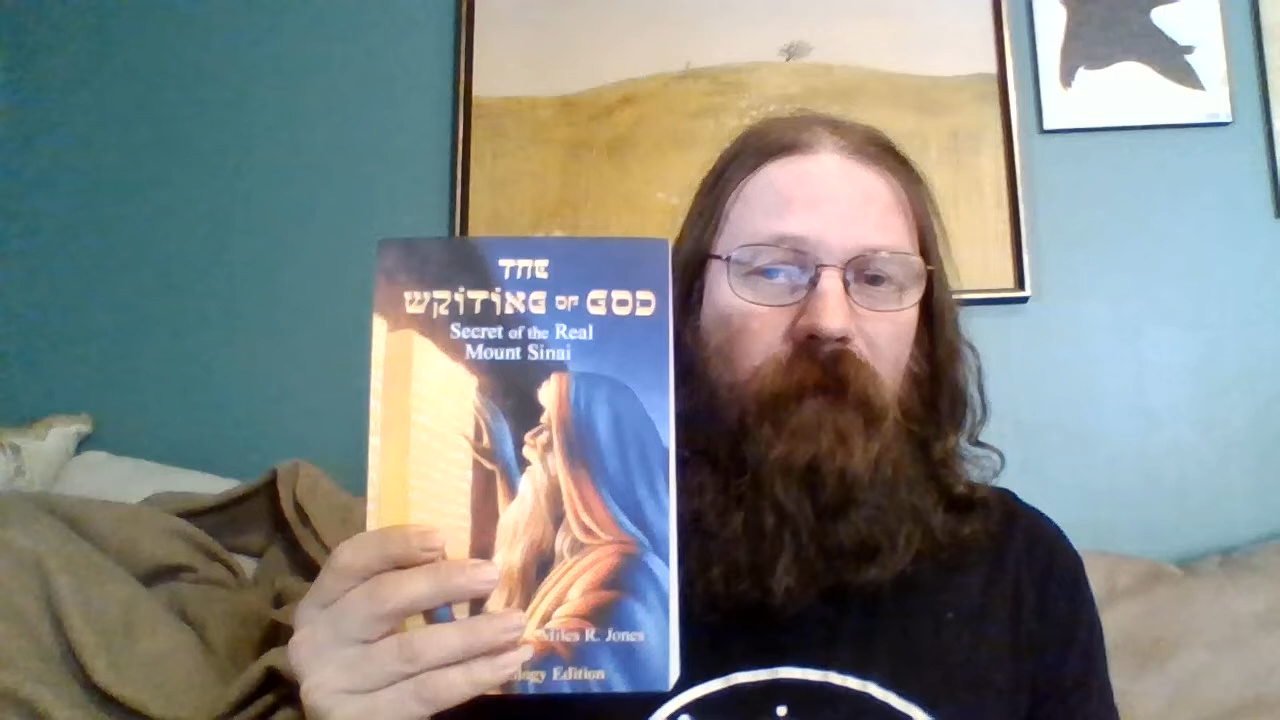 THE
WRITING OF GOD
Secret of the Real
Mount Sinai
Miles R. Jones
Edition